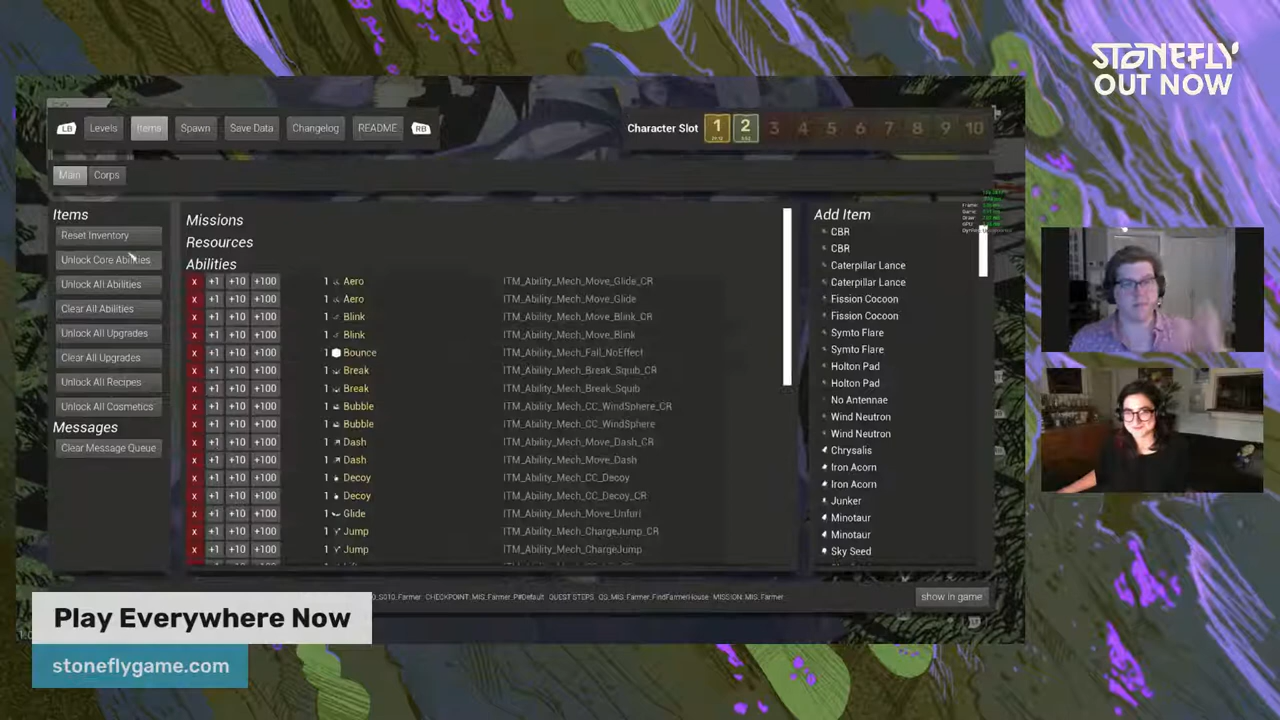 STONEFLY
OUT NOW
LB Levels Items Spawn Save Data Changelog README RB
Character Slot 1 2 3 4 5 6 7 8 9 10
Main Corps
Items
Reset Inventory
Unlock Core Abilities
Unlock All Abilities
Clear All Abilities
Unlock All Upgrades
Clear All Upgrades
Unlock All Recipes
Unlock All Cosmetics
Messages
Clear Message Queue
Missions
Resources
Abilities
x +1 +10 +100 1 Aero ITM_Ability_Mech_Move_Glide_CR
x +1 +10 +100 1 Aero ITM_Ability_Mech_Move_Glide
x +1 +10 +100 1 Blink ITM_Ability_Mech_Move_Blink_CR
x +1 +10 +100 1 Blink ITM_Ability_Mech_Move_Blink
x +1 +10 +100 1 Bounce ITM_Ability_Mech_Fall_NoEffect
x +1 +10 +100 1 Break ITM_Ability_Mech_Break_Squib_CR
x +1 +10 +100 1 Break ITM_Ability_Mech_Break_Squib
x +1 +10 +100 1 Bubble ITM_Ability_Mech_CC_WindSphere_CR
x +1 +10 +100 1 Bubble ITM_Ability_Mech_CC_WindSphere
x +1 +10 +100 1 Dash ITM_Ability_Mech_Move_Dash_CR
x +1 +10 +100 1 Dash ITM_Ability_Mech_Move_Dash
x +1 +10 +100 1 Decoy ITM_Ability_Mech_CC_Decoy
x +1 +10 +100 1 Decoy ITM_Ability_Mech_CC_Decoy_CR
x +1 +10 +100 1 Glide ITM_Ability_Mech_Move_Unfurl
x +1 +10 +100 1 Jump ITM_Ability_Mech_ChargeJump_CR
x +1 +10 +100 1 Jump ITM_Ability_Mech_ChargeJump
Add Item
CBR
CBR
Caterpillar Lance
Caterpillar Lance
Fission Cocoon
Fission Cocoon
Symto Flare
Symto Flare
Holton Pad
Holton Pad
No Antennae
Wind Neutron
Wind Neutron
Chrysalis
Iron Acorn
Iron Acorn
Junker
Minotaur
Minotaur
Sky Seed
CHECKPOINT: MIS_Farmer_P#Default QUEST STEPS GS_MIS_Farmer_FindFarmerHouse MISSION: MIS_Farmer
show in game
Play Everywhere Now
stoneflygame.com